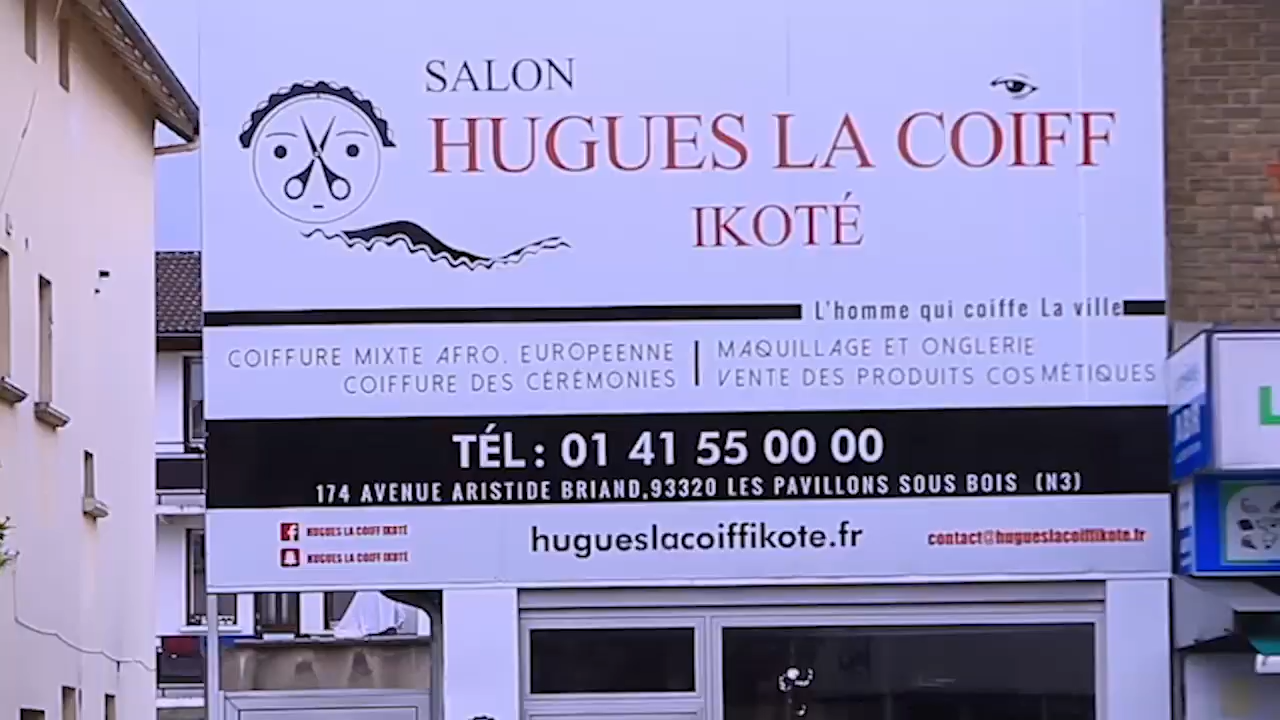 SALON
HUGUES LA COIFF
IKOTÉ
L'homme qui coiffe La ville
COIFFURE MIXTE AFRO. EUROPEENNE
COIFFURE DES CÉRÉMONIES
MAQUILLAGE ET ONGLERIE
VENTE DES PRODUITS COSMÉTIQUES
TÉL : 01 41 55 00 00
174 AVENUE ARISTIDE BRIAND,93320 LES PAVILLONS SOUS BOIS (N3)
HUGUES LA COIFF IKOTÉ
HUGUES LA COIFF IKOTÉ
hugueslacoiffikote.fr
contact@hugueslacoiffikote.fr